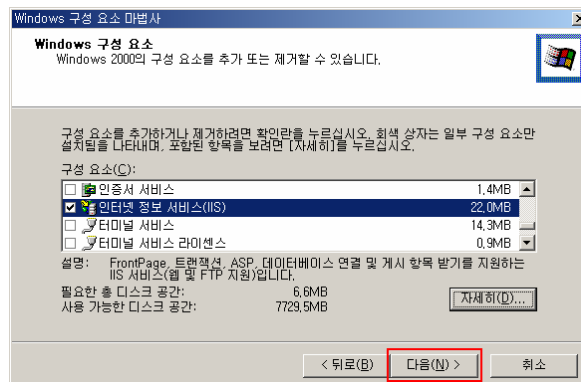 Windows 구성 요소 마법사
Windows 구성 요소
Windows 2000의 구성 요소를 추가 또는 제거할 수 있습니다.
구성 요소를 추가하거나 제거하려면 확인란을 누르십시오. 회색 상자는 일부 구성 요소만
설치됨을 나타내며, 포함된 항목을 보려면 [자세히]를 누르십시오.
구성 요소(C):
인증서 서비스 1,4MB
인터넷 정보 서비스(IIS) 22,0MB
터미널 서비스 14,3MB
터미널 서비스 라이센스 0,9MB
설명: FrontPage, 트랜잭션, ASP, 데이터베이스 연결 및 게시 항목 받기를 지원하는
IIS 서비스(웹 및 FTP 지원)입니다.
필요한 총 디스크 공간: 6,6MB
사용 가능한 디스크 공간: 7729,5MB
자세히(D)...
< 뒤로(B) 다음(N) > 취소